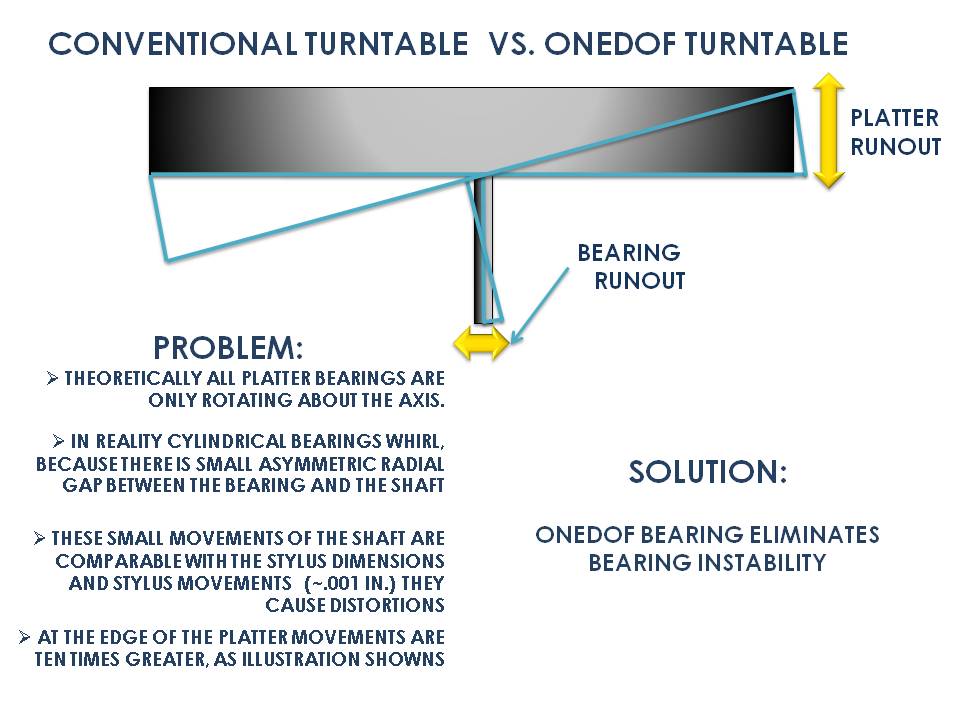 CONVENTIONAL TURNTABLE VS. ONEDOF TURNTABLE
PLATTER
RUNOUT
BEARING
RUNOUT
PROBLEM:
➢ THEORETICALLY ALL PLATTER BEARINGS ARE
ONLY ROTATING ABOUT THE AXIS.
➢ IN REALITY CYLINDRICAL BEARINGS WHIRL,
BECAUSE THERE IS SMALL ASYMMETRIC RADIAL
GAP BETWEEN THE BEARING AND THE SHAFT
➢ THESE SMALL MOVEMENTS OF THE SHAFT ARE
COMPARABLE WITH THE STYLUS DIMENSIONS
AND STYLUS MOVEMENTS (~.001 IN.) THEY
CAUSE DISTORTIONS
➢ AT THE EDGE OF THE PLATTER MOVEMENTS ARE
TEN TIMES GREATER, AS ILLUSTRATION SHOWNS
SOLUTION:
ONEDOF BEARING ELIMINATES
BEARING INSTABILITY